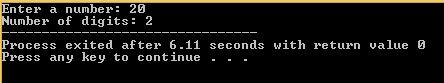 Enter a number: 20
Number of digits: 2
--------------------------------
Process exited after 6.11 seconds with return value 0
Press any key to continue . . .